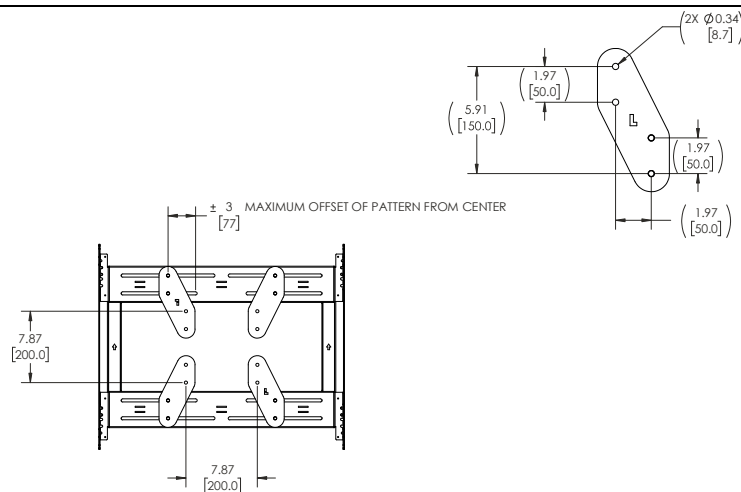 (2X Ø0.34)
[8.7]
(1.97)
[50.0]
(5.91)
[150.0]
L
(1.97)
[50.0]
(1.97)
[50.0]
± 3 MAXIMUM OFFSET OF PATTERN FROM CENTER
[77]
L
7.87
[200.0]
L
7.87
[200.0]